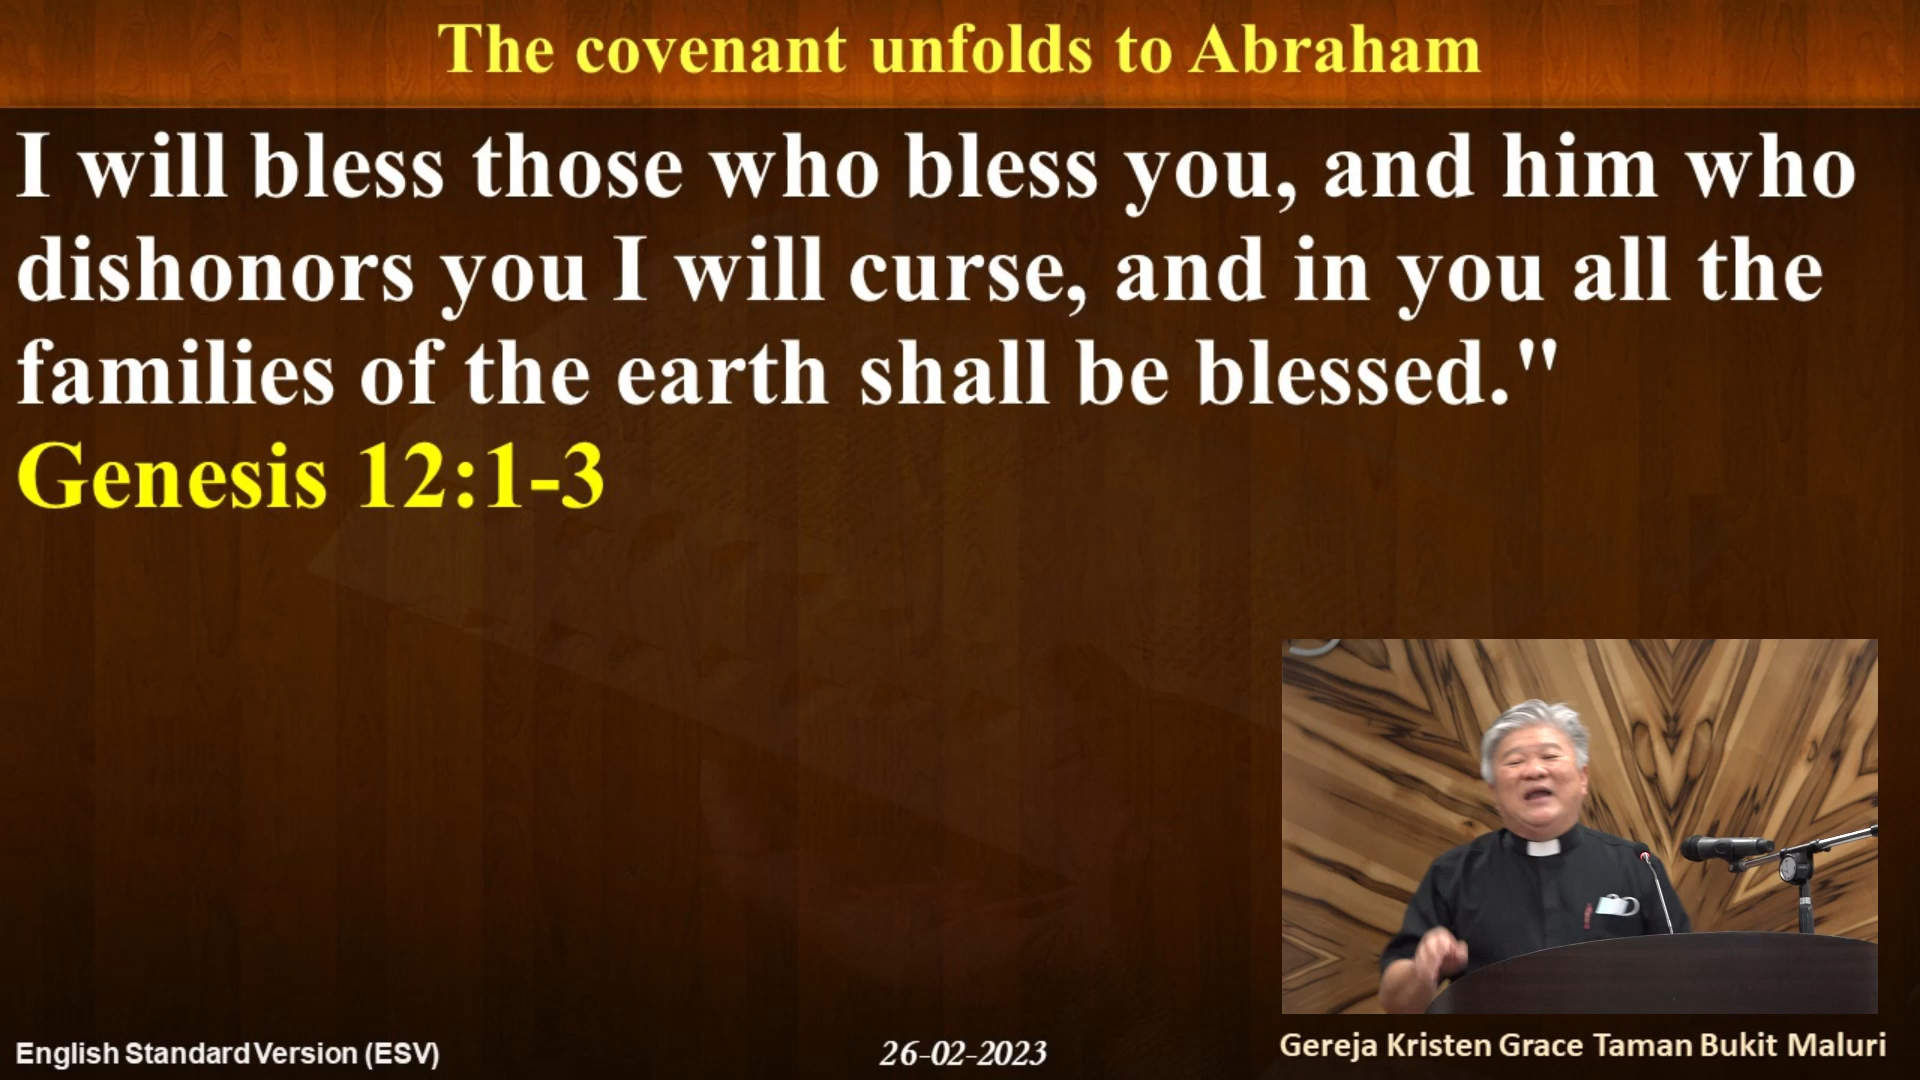 The covenant unfolds to Abraham
I will bless those who bless you, and him who
dishonors you I will curse, and in you all the
families of the earth shall be blessed."
Genesis 12:1-3
English Standard Version (ESV)
26-02-2023
Gereja Kristen Grace Taman Bukit Maluri